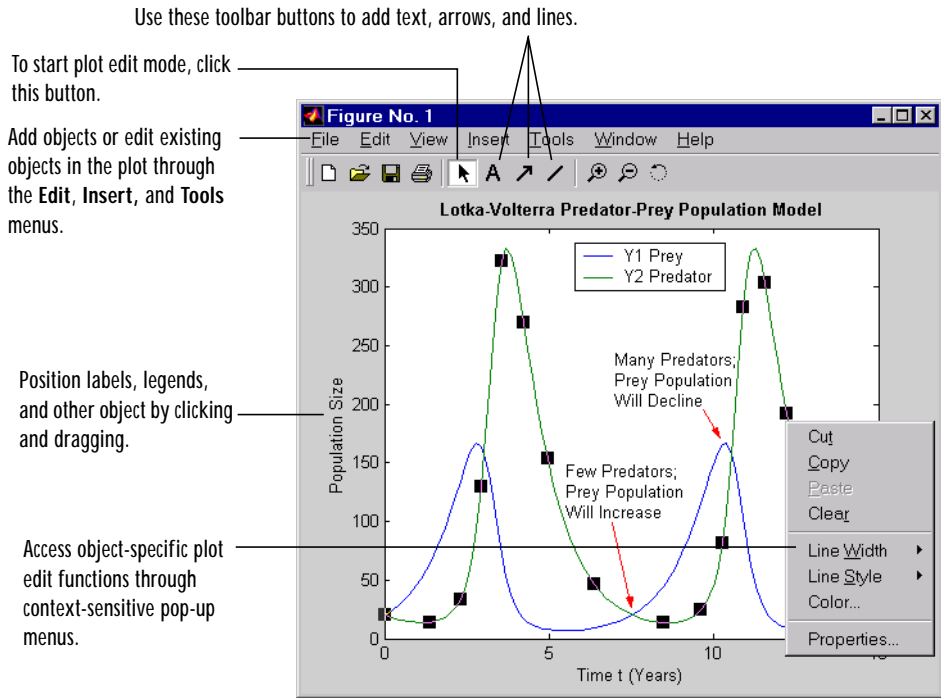 Use these toolbar buttons to add text, arrows, and lines.
To start plot edit mode, click
this button.
Add objects or edit existing
objects in the plot through
the Edit, Insert, and Tools
menus.
Position labels, legends,
and other object by clicking
and dragging.
Access object-specific plot
edit functions through
context-sensitive pop-up
menus.
Figure No. 1
File Edit View Insert Tools Window Help
A
Lotka-Volterra Predator-Prey Population Model
Y1 Prey
Y2 Predator
350
300
250
200
150
100
50
0
Population Size
Many Predators;
Prey Population
Will Decline
Few Predators;
Prey Population
Will Increase
Cut
Copy
Paste
Clear
Line Width
Line Style
Color...
Properties...
0 5 10
Time t (Years)